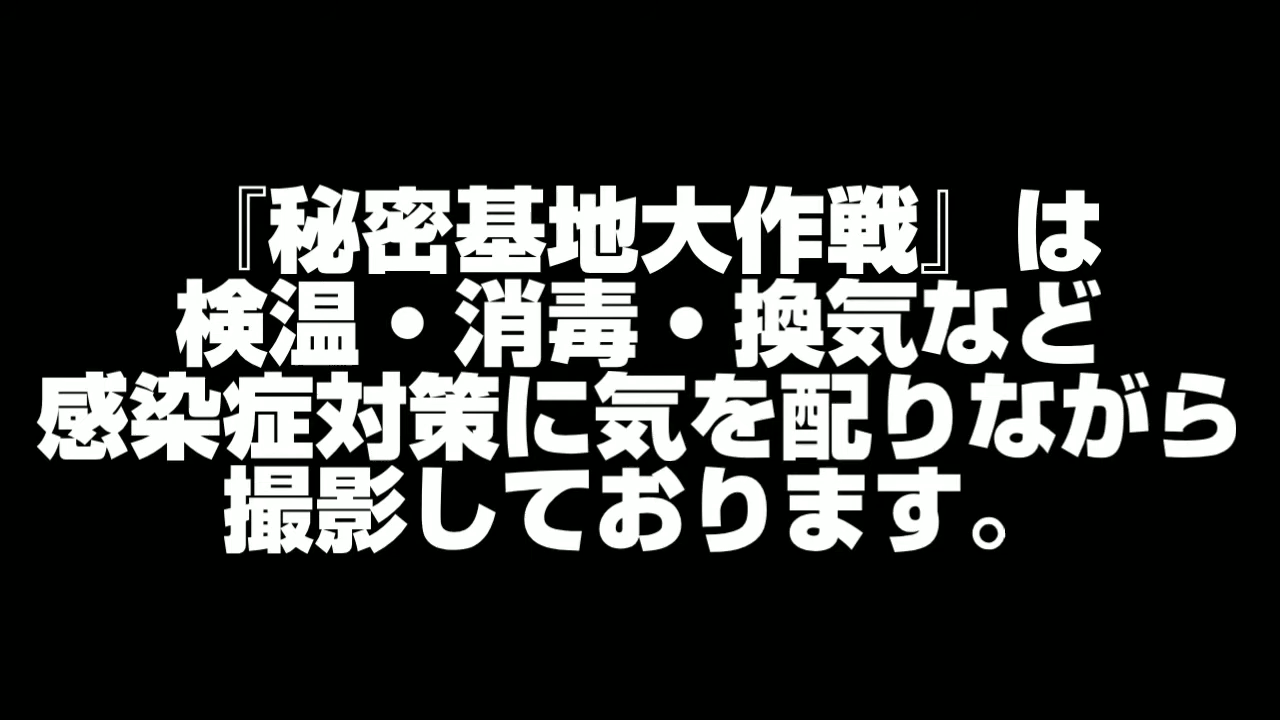 『秘密基地大作戦』は
検温・消毒・換気など
感染症対策に気を配りながら
撮影しております。